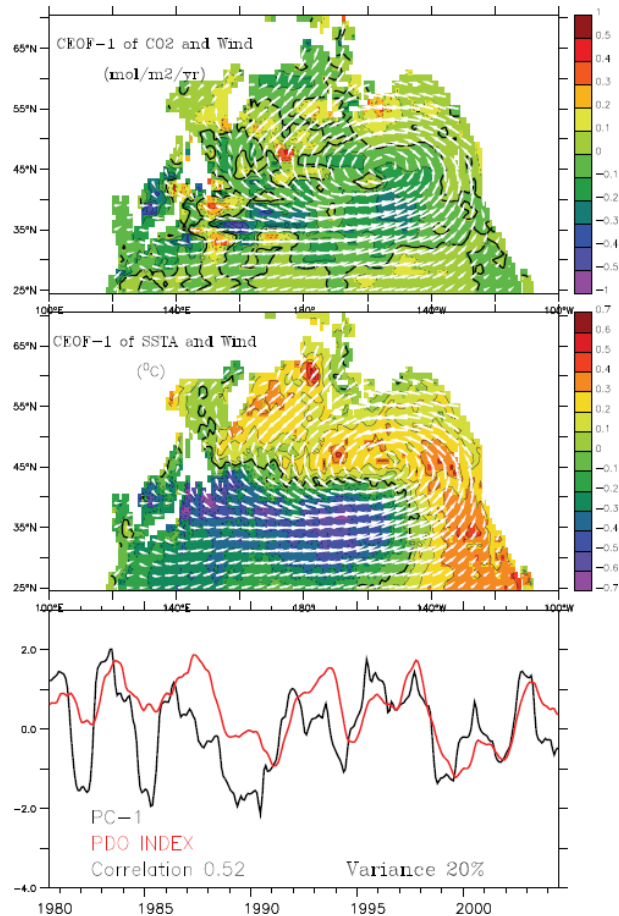 CEOF-1 of CO2 and Wind
(mol/m2/yr)
65°N
55°N
45°N
35°N
25°N
100°E
140°E
180°
140°W
100°W
1
0.5
0.4
0.3
0.2
0.1
0
-0.1
-0.2
-0.3
-0.4
-0.5
-1
CEOF-1 of SSTA and Wind
(⁰C)
65°N
55°N
45°N
35°N
25°N
100°E
140°E
180°
140°W
100°W
0.7
0.6
0.5
0.4
0.3
0.2
0.1
0
-0.1
-0.2
-0.3
-0.4
-0.5
-0.6
-0.7
2.0
0.0
-2.0
-4.0
PC-1
PDO INDEX
Correlation 0.52
Variance 20%
1980
1985
1990
1995
2000